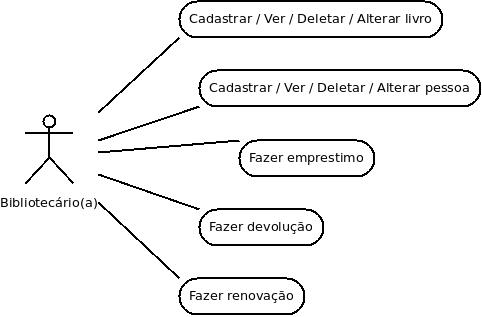 Cadastrar / Ver / Deletar / Alterar livro
Cadastrar / Ver / Deletar / Alterar pessoa
Fazer emprestimo
Bibliotecário(a)
Fazer devolução
Fazer renovação